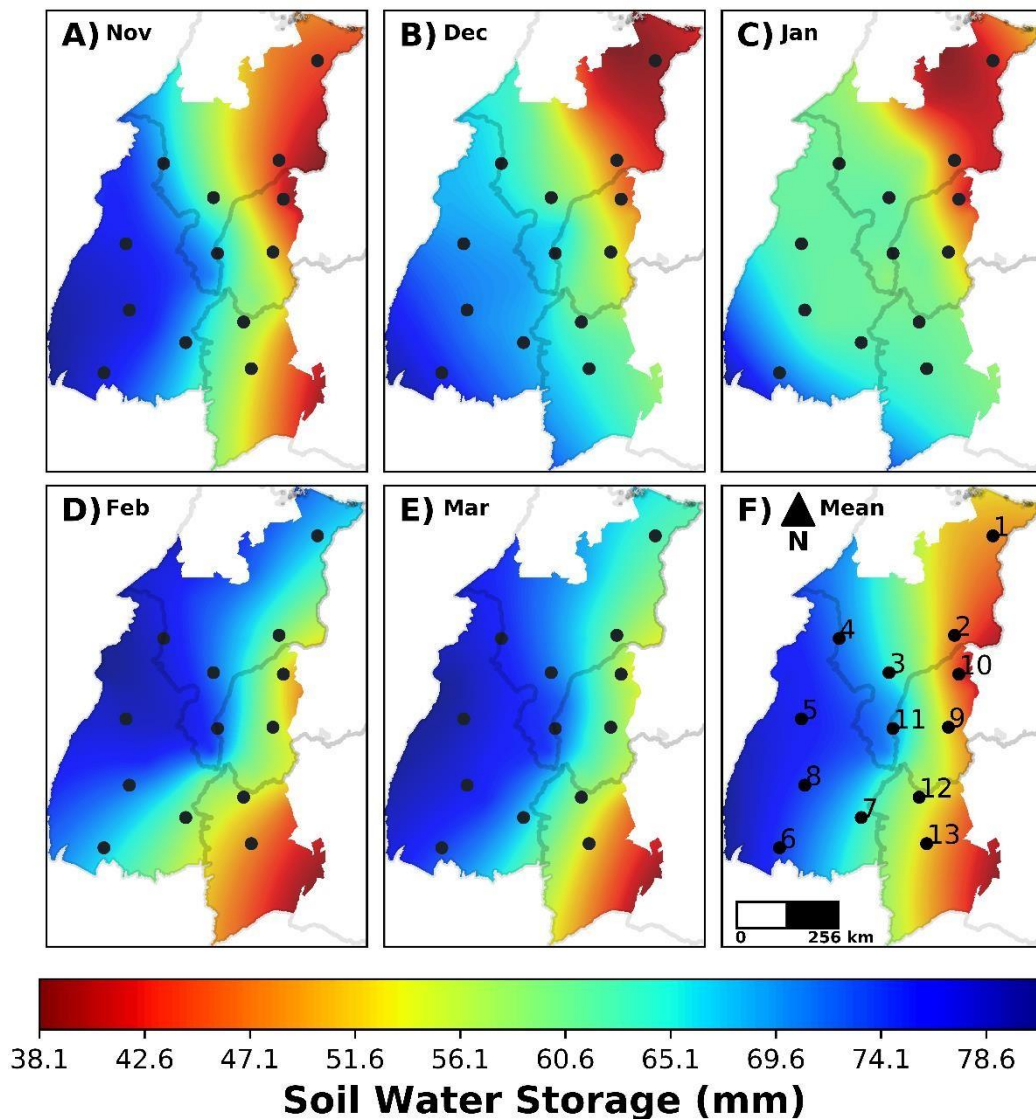 A) Nov
B) Dec
C) Jan
D) Feb
E) Mar
F) Mean
N
1
2
4
10
3
5
11
9
8
12
7
13
6
0 256 km
38.1 42.6 47.1 51.6 56.1 60.6 65.1 69.6 74.1 78.6
Soil Water Storage (mm)